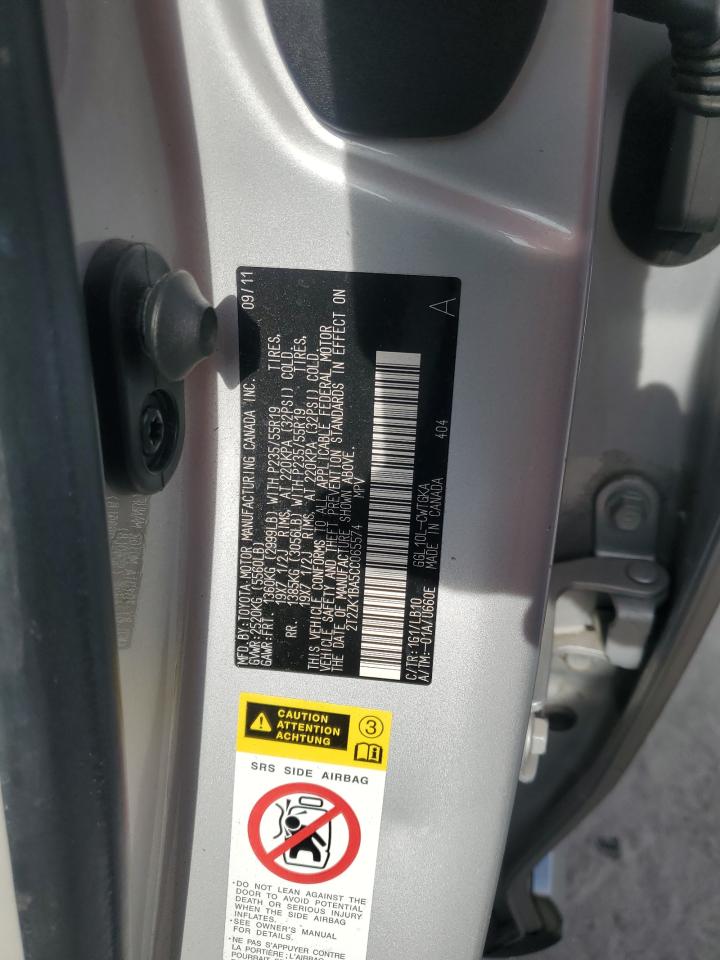 MFD.BY:TOYOTA MOTOR MANUFACTURING CANADA INC. 09/11
GVWR:2520KG (5560LB)
GAWR:FRT. 1360KG (2999LB) WITH P235/55R19 TIRES,
19X7 1/2J RIMS, AT 220KPA (32PSI) COLD.
RR. 1385KG (3056LB) WITH P235/55R19 TIRES,
19X7 1/2J RIMS, AT 220KPA (32PSI) COLD.
THIS VEHICLE CONFORMS TO ALL APPLICABLE FEDERAL MOTOR
VEHICLE SAFETY AND THEFT PREVENTION STANDARDS IN EFFECT ON
THE DATE OF MANUFACTURE SHOWN ABOVE.
2T2ZK1BA5CC065574 MPV
C/TR:1G1/LB10 GGL10L-CWTGKA 404 A
A/TM:-01A/U660E MADE IN CANADA
CAUTION
ATTENTION
ACHTUNG
3
SRS SIDE AIRBAG
·DO NOT LEAN AGAINST THE
DOOR TO AVOID POTENTIAL
DEATH OR SERIOUS INJURY
WHEN THE SIDE AIRBAG
INFLATES.
·SEE OWNER'S MANUAL
FOR DETAILS.
·NE PAS S'APPUYER CONTRE
LA PORTIERE; L'AIRBAG
POURRAIT